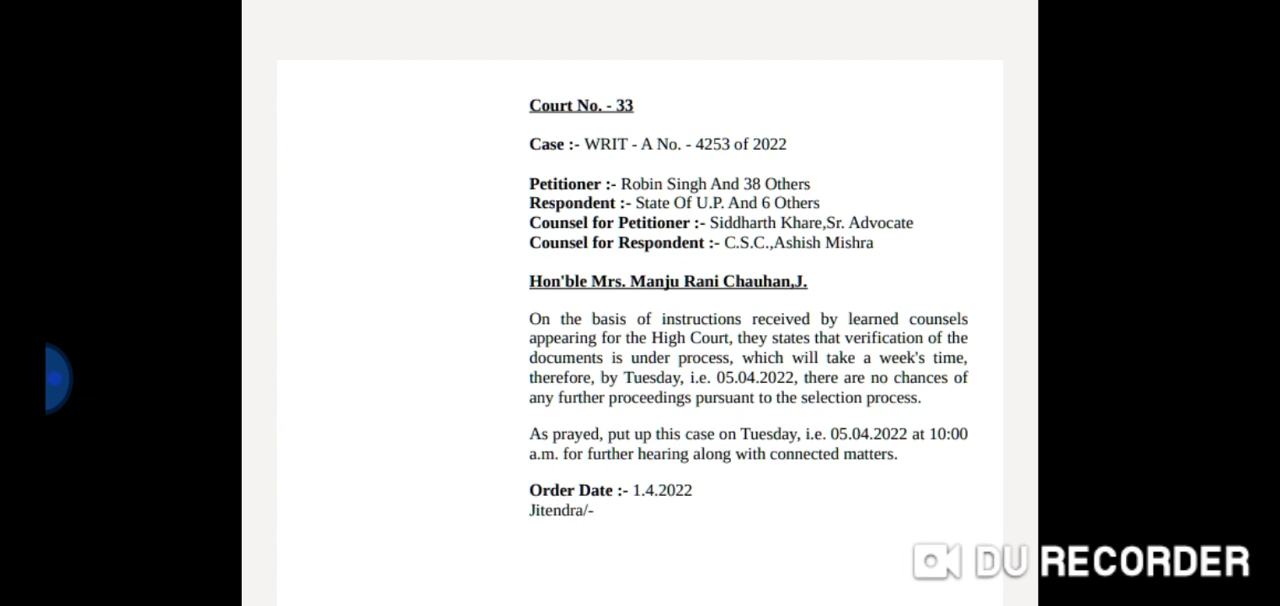 Court No. - 33
Case :- WRIT - A No. - 4253 of 2022
Petitioner :- Robin Singh And 38 Others
Respondent :- State Of U.P. And 6 Others
Counsel for Petitioner :- Siddharth Khare,Sr. Advocate
Counsel for Respondent :- C.S.C.,Ashish Mishra
Hon'ble Mrs. Manju Rani Chauhan,J.
On the basis of instructions received by learned counsels
appearing for the High Court, they states that verification of the
documents is under process, which will take a week's time,
therefore, by Tuesday, i.e. 05.04.2022, there are no chances of
any further proceedings pursuant to the selection process.
As prayed, put up this case on Tuesday, i.e. 05.04.2022 at 10:00
a.m. for further hearing along with connected matters.
Order Date :- 1.4.2022
Jitendra/-
DU RECORDER